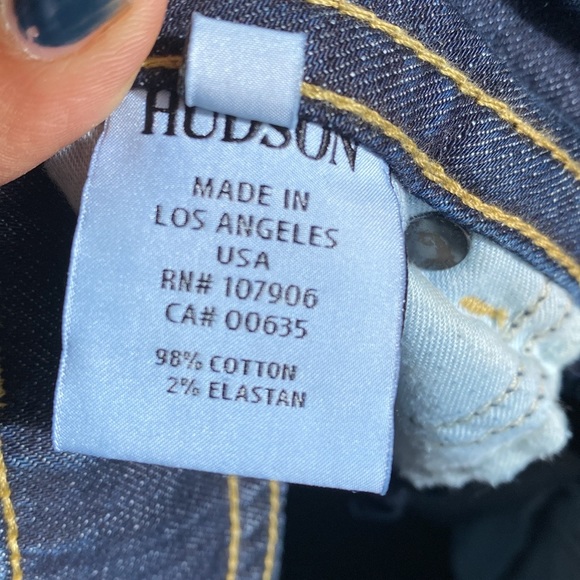 HUDSON
MADE IN
LOS ANGELES
USA
RN# 107906
CA# 00635
98% COTTON
2% ELASTAN